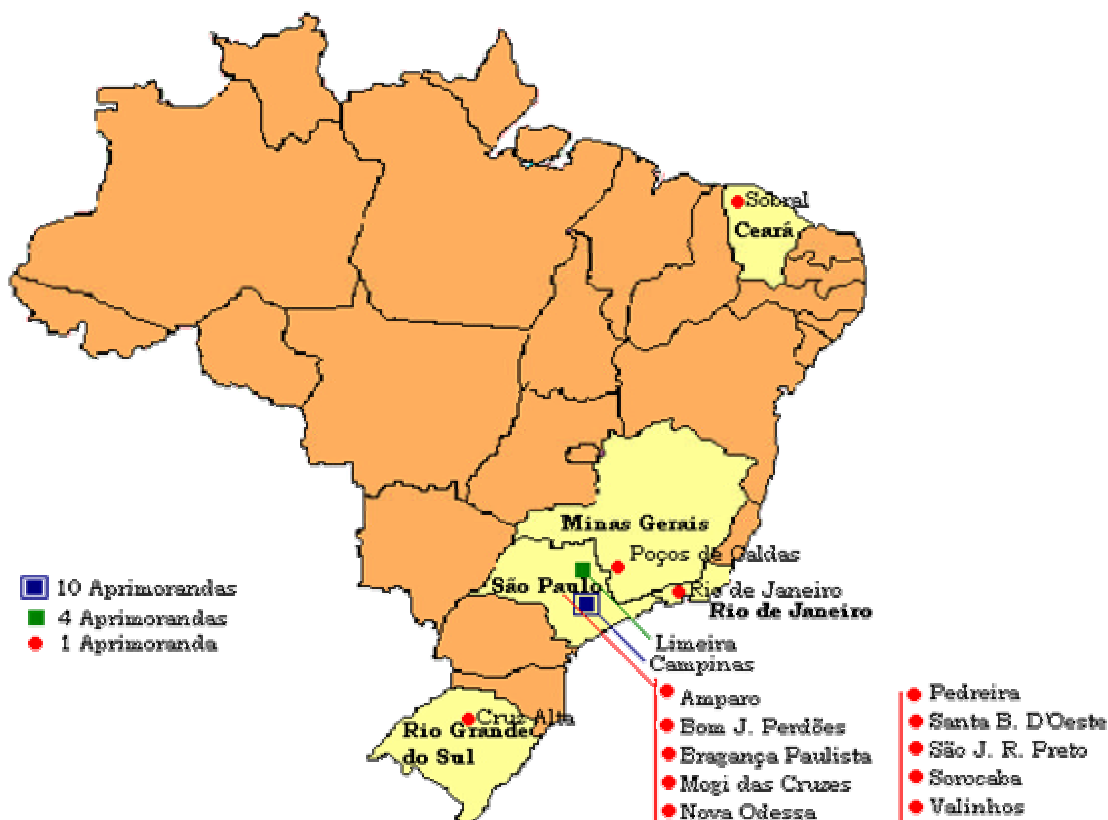 Sobral
Ceará
Minas Gerais
Poços de Caldas
São Paulo
Rio de Janeiro
Rio de Janeiro
10 Aprimorandas
4 Aprimorandas
1 Aprimoranda
Limeira
Campinas
Cruz Alta
Rio Grande
do Sul
Amparo
Bom J. Perdões
Bragança Paulista
Mogi das Cruzes
Nova Odessa
Pedreira
Santa B. D'Oeste
São J. R. Preto
Sorocaba
Valinhos